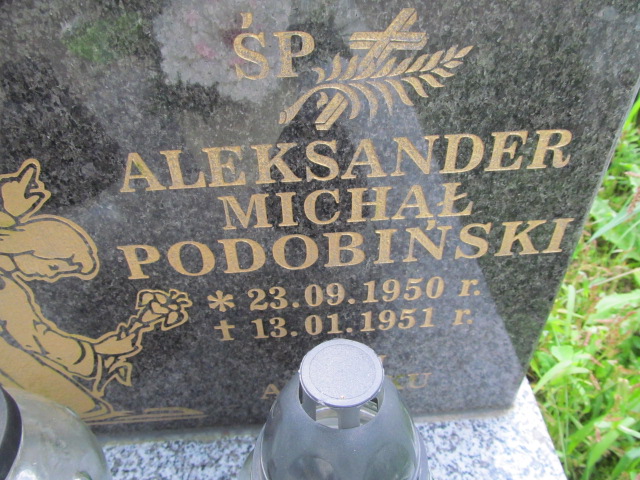 ŚP
ALEKSANDER
MICHAŁ
PODOBIŃSKI
* 23.09.1950 r.
† 13.01.1951 r.